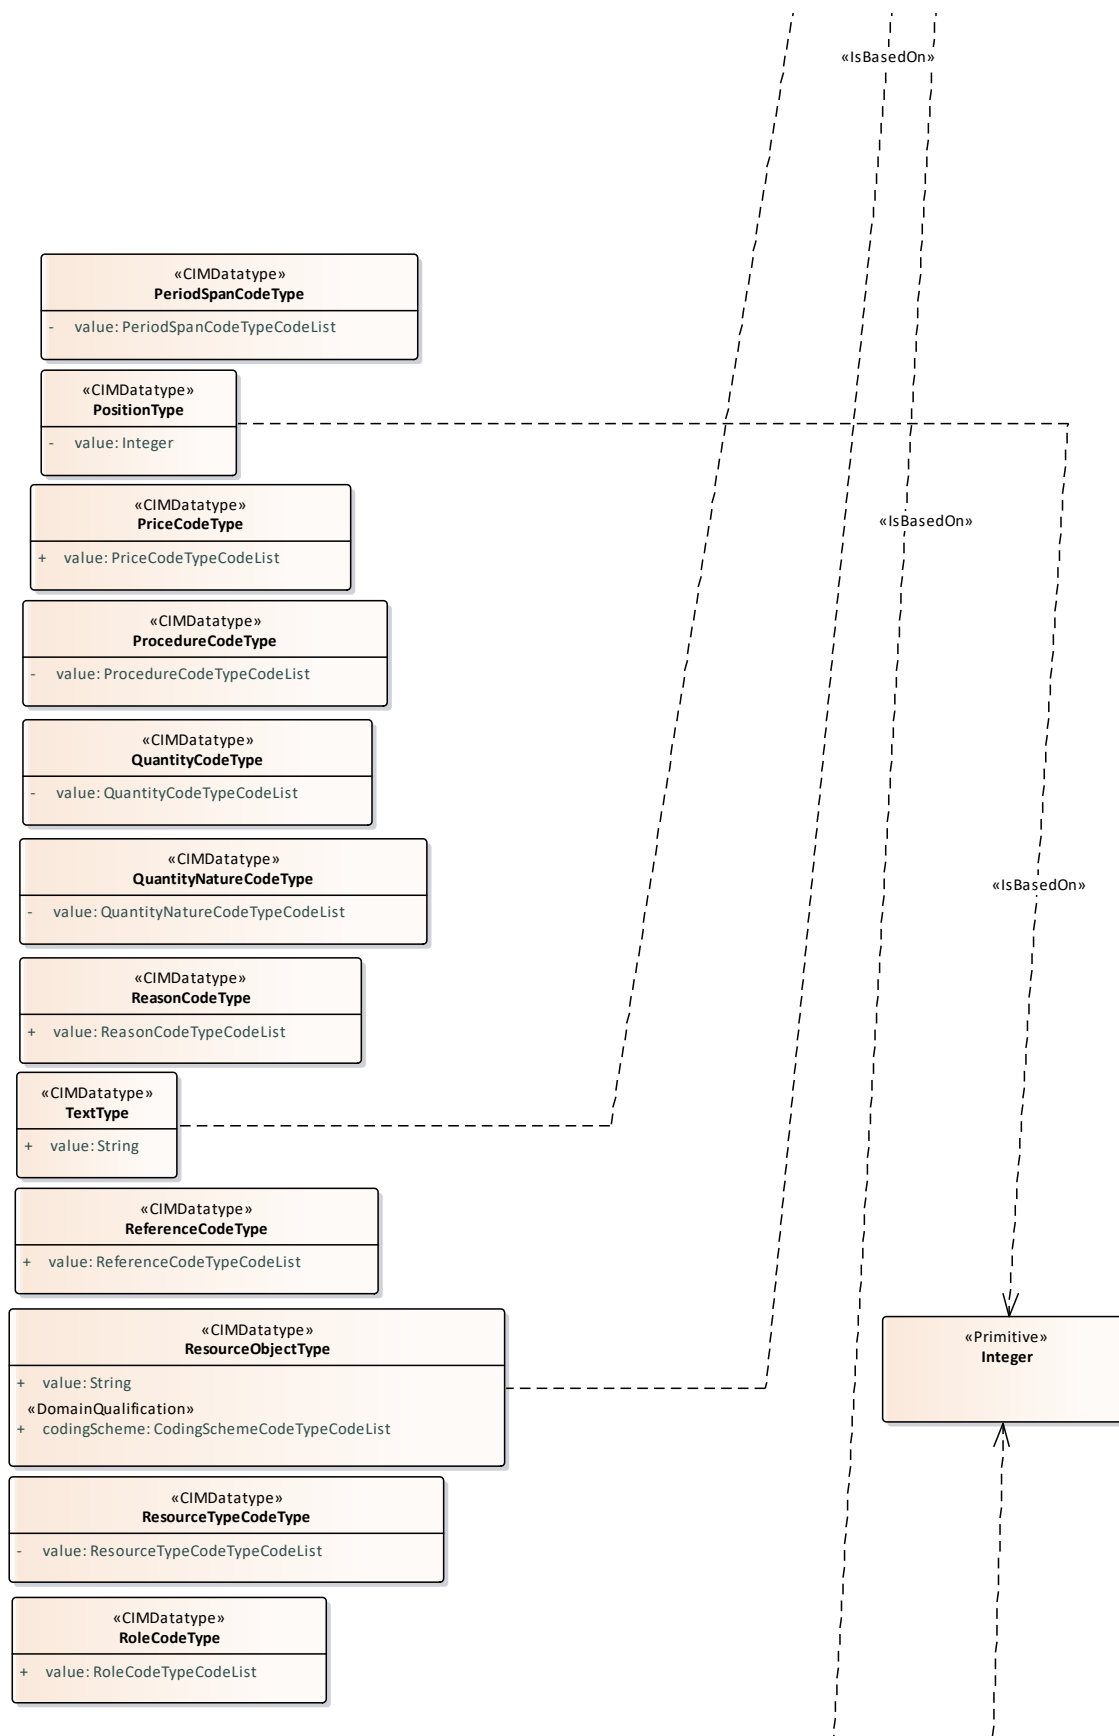 «IsBasedOn»
«CIMDatatype»
PeriodSpanCodeType
- value: PeriodSpanCodeTypeCodeList
«CIMDatatype»
PositionType
- value: Integer
«CIMDatatype»
PriceCodeType
+ value: PriceCodeTypeCodeList
«IsBasedOn»
«CIMDatatype»
ProcedureCodeType
- value: ProcedureCodeTypeCodeList
«CIMDatatype»
QuantityCodeType
- value: QuantityCodeTypeCodeList
«CIMDatatype»
QuantityNatureCodeType
- value: QuantityNatureCodeTypeCodeList
«IsBasedOn»
«CIMDatatype»
ReasonCodeType
+ value: ReasonCodeTypeCodeList
«CIMDatatype»
TextType
+ value: String
«CIMDatatype»
ReferenceCodeType
+ value: ReferenceCodeTypeCodeList
«CIMDatatype»
ResourceObjectType
+ value: String
«DomainQualification»
+ codingScheme: CodingSchemeCodeTypeCodeList
«Primitive»
Integer
«CIMDatatype»
ResourceTypeCodeType
- value: ResourceTypeCodeTypeCodeList
«CIMDatatype»
RoleCodeType
+ value: RoleCodeTypeCodeList